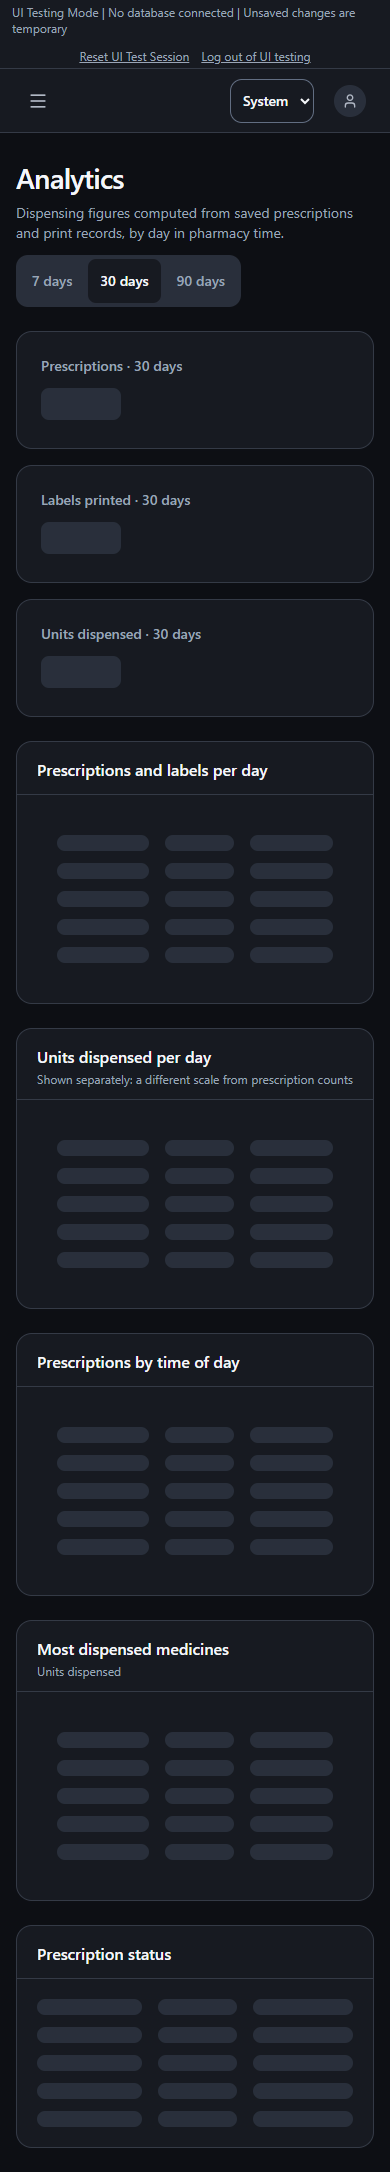 UI Testing Mode | No database connected | Unsaved changes are
temporary
Reset UI Test Session Log out of UI testing
System
Analytics
Dispensing figures computed from saved prescriptions
and print records, by day in pharmacy time.
7 days 30 days 90 days
Prescriptions · 30 days
Labels printed · 30 days
Units dispensed · 30 days
Prescriptions and labels per day
Units dispensed per day
Shown separately: a different scale from prescription counts
Prescriptions by time of day
Most dispensed medicines
Units dispensed
Prescription status